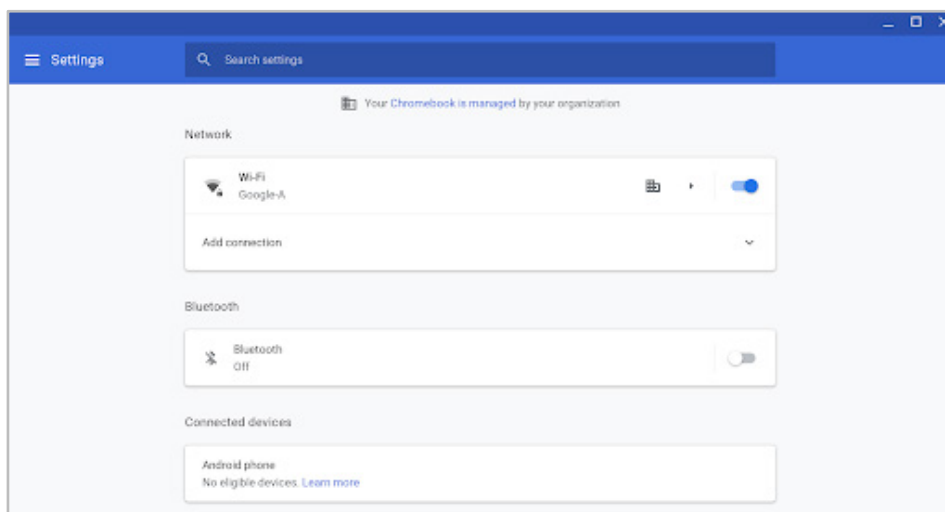 Settings
Search settings
Your Chromebook is managed by your organization
Network
Wi-Fi
Google-A
Add connection
Bluetooth
Bluetooth
Off
Connected devices
Android phone
No eligible devices. Learn more